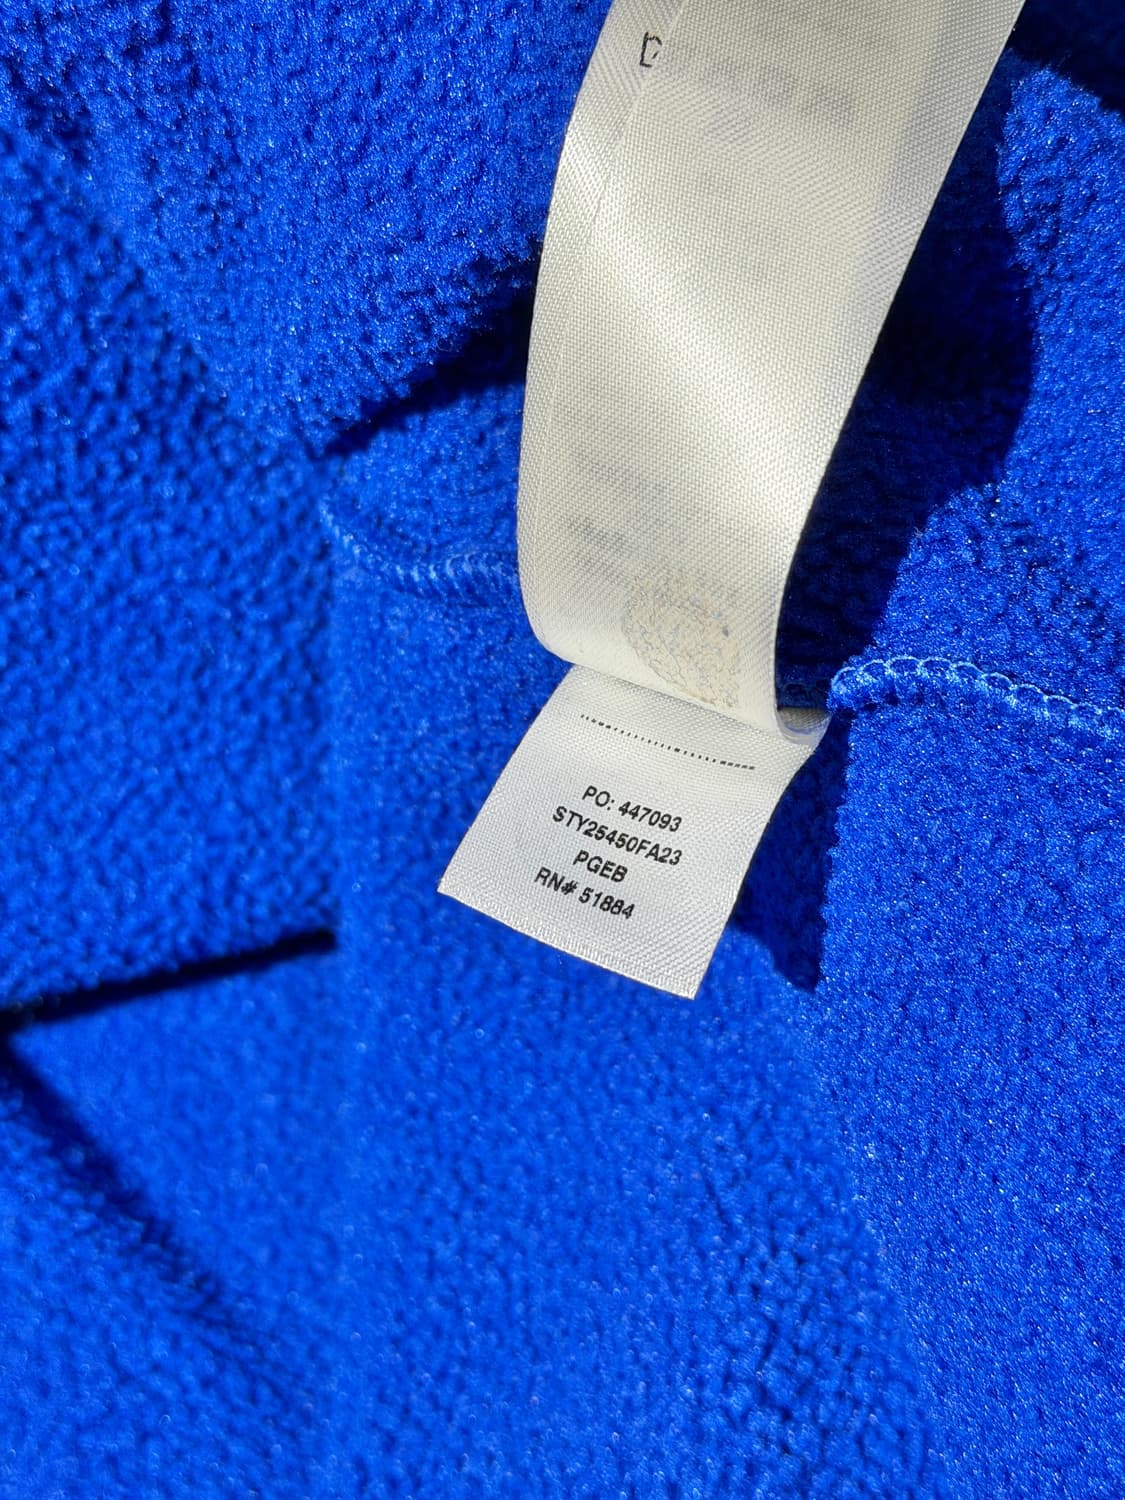 PO: 447093
STY25450FA23
PGEB
RN# 51884